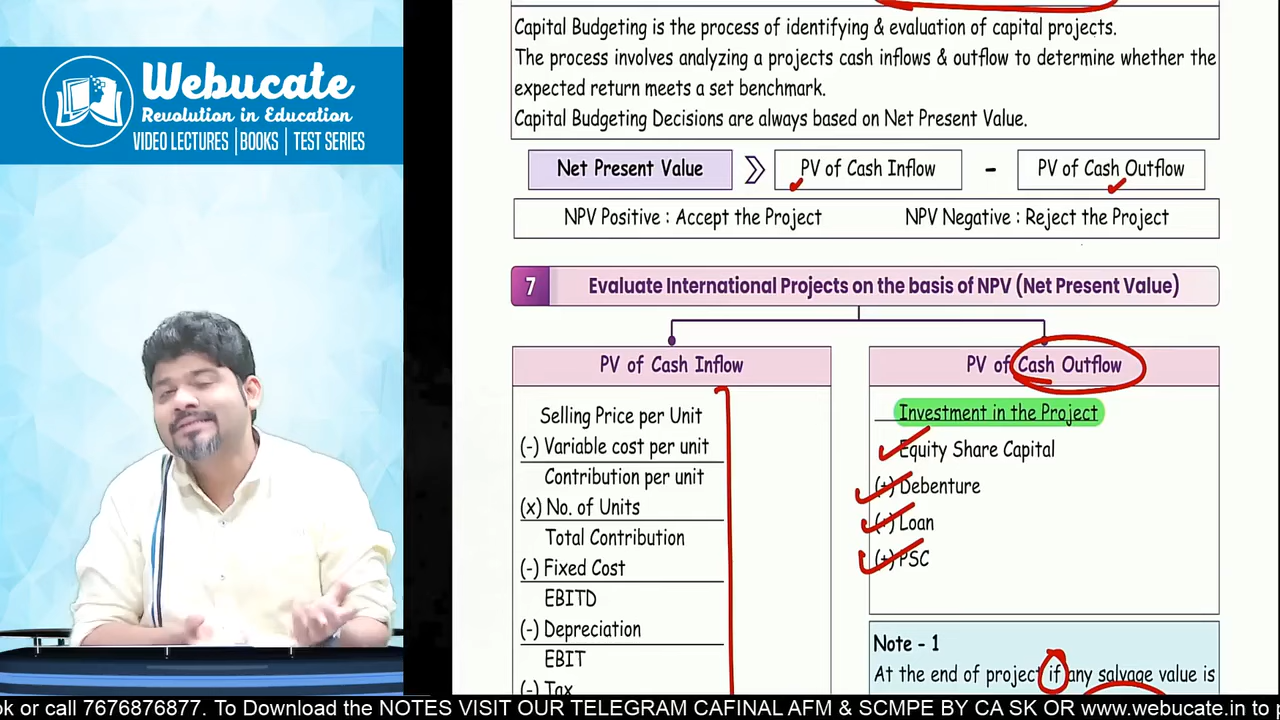 Webucate
Revolution in Education
VIDEO LECTURES | BOOKS | TEST SERIES
Capital Budgeting is the process of identifying & evaluation of capital projects.
The process involves analyzing a projects cash inflows & outflow to determine whether the
expected return meets a set benchmark.
Capital Budgeting Decisions are always based on Net Present Value.
Net Present Value PV of Cash Inflow - PV of Cash Outflow
NPV Positive : Accept the Project NPV Negative : Reject the Project
7 Evaluate International Projects on the basis of NPV (Net Present Value)
PV of Cash Inflow
Selling Price per Unit
(-) Variable cost per unit
Contribution per unit
(x) No. of Units
Total Contribution
(-) Fixed Cost
EBITD
(-) Depreciation
EBIT
(-) Tax
PV of Cash Outflow
Investment in the Project
Equity Share Capital
(+) Debenture
(+) Loan
(+) PSC
Note - 1
At the end of project if any salvage value is
ok or call 7676876877. To Download the NOTES VISIT OUR TELEGRAM CAFINAL AFM & SCMPE BY CA SK OR www.webucate.in to p